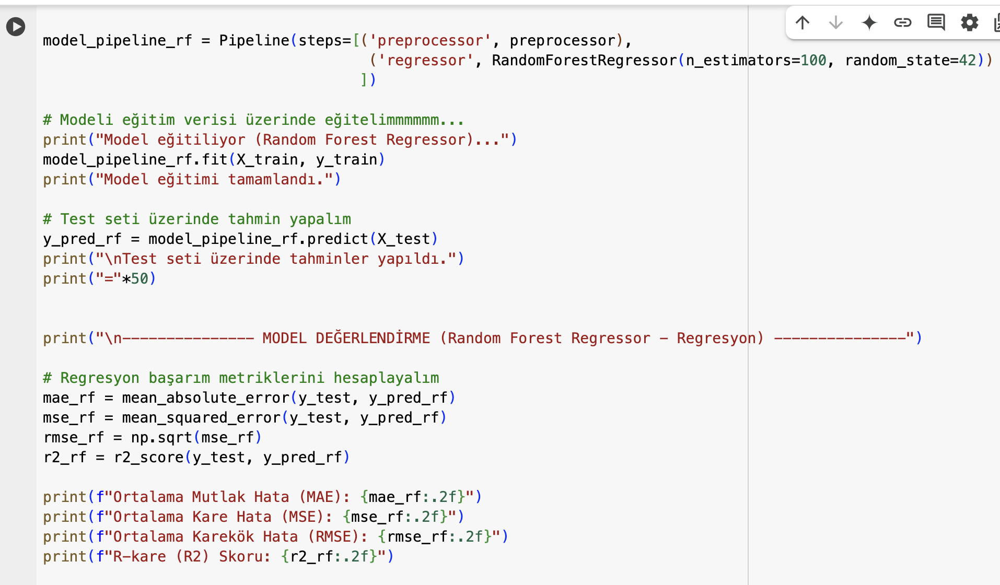 model_pipeline_rf = Pipeline(steps=[('preprocessor', preprocessor),
('regressor', RandomForestRegressor(n_estimators=100, random_state=42))
])
# Modeli eğitim verisi üzerinde eğitelimmmmmm...
print("Model eğitiliyor (Random Forest Regressor)...")
model_pipeline_rf.fit(X_train, y_train)
print("Model eğitimi tamamlandı.")
# Test seti üzerinde tahmin yapalım
y_pred_rf = model_pipeline_rf.predict(X_test)
print("\nTest seti üzerinde tahminler yapıldı.")
print("="*50)
print("\n--------------- MODEL DEĞERLENDİRME (Random Forest Regressor - Regresyon) ---------------")
# Regresyon başarım metriklerini hesaplayalım
mae_rf = mean_absolute_error(y_test, y_pred_rf)
mse_rf = mean_squared_error(y_test, y_pred_rf)
rmse_rf = np.sqrt(mse_rf)
r2_rf = r2_score(y_test, y_pred_rf)
print(f"Ortalama Mutlak Hata (MAE): {mae_rf:.2f}")
print(f"Ortalama Kare Hata (MSE): {mse_rf:.2f}")
print(f"Ortalama Karekök Hata (RMSE): {rmse_rf:.2f}")
print(f"R-kare (R2) Skoru: {r2_rf:.2f}")